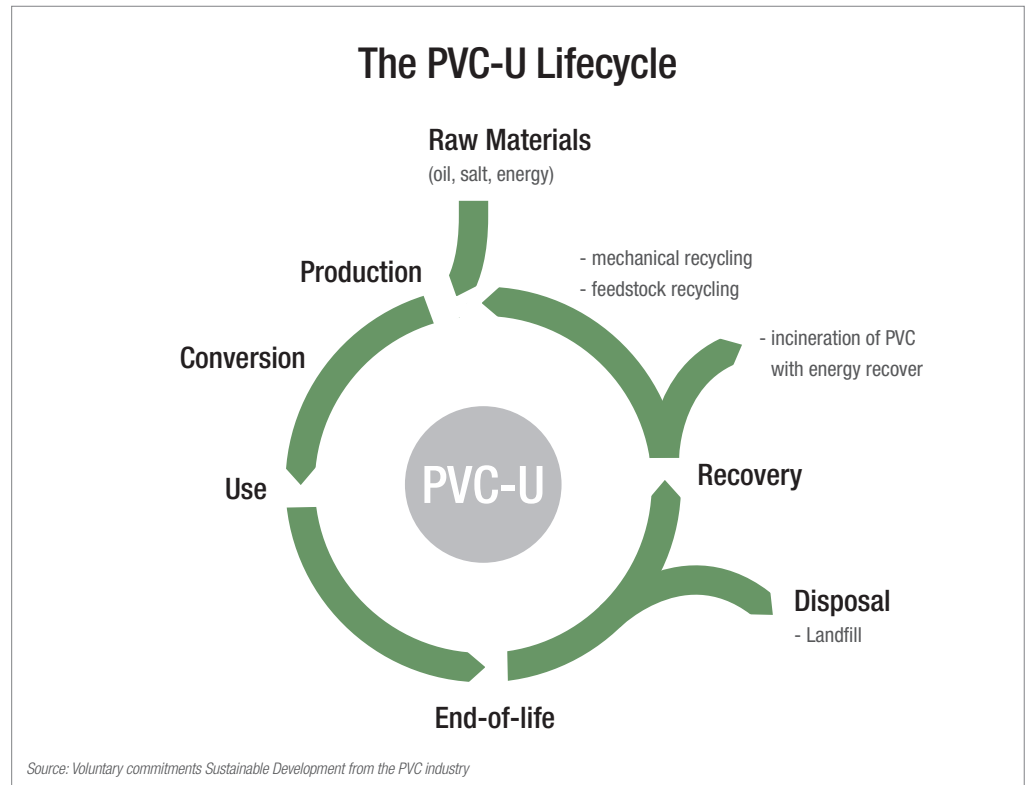 The PVC-U Lifecycle
Raw Materials
(oil, salt, energy)
Production
- mechanical recycling
- feedstock recycling
- incineration of PVC
with energy recover
Conversion
PVC-U
Recovery
Use
Disposal
- Landfill
End-of-life
Source: Voluntary commitments Sustainable Development from the PVC industry